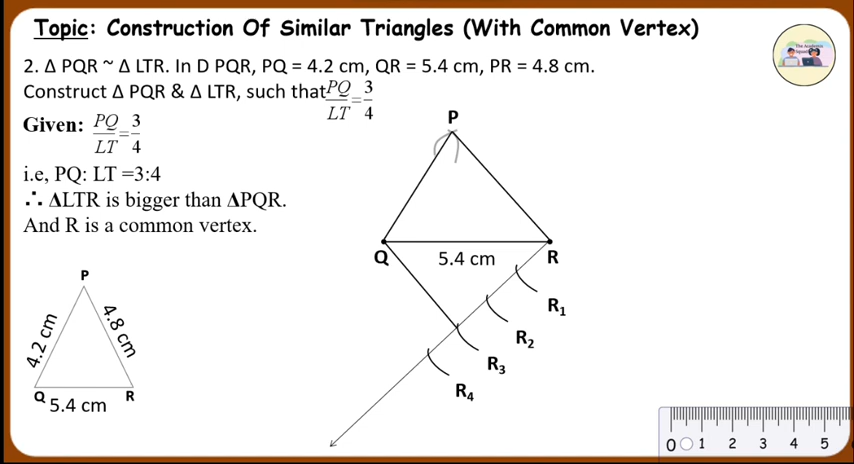 Topic: Construction Of Similar Triangles (With Common Vertex)
2. Δ PQR ~ Δ LTR. In D PQR, PQ = 4.2 cm, QR = 5.4 cm, PR = 4.8 cm.
Construct Δ PQR & Δ LTR, such that PQ/LT = 3/4
Given: PQ/LT = 3/4
i.e, PQ: LT =3:4
∴ ΔLTR is bigger than ΔPQR.
And R is a common vertex.
P
4.2 cm
4.8 cm
Q
R
5.4 cm
P
Q
5.4 cm
R
R₁
R₂
R₃
R₄
0 1 2 3 4 5